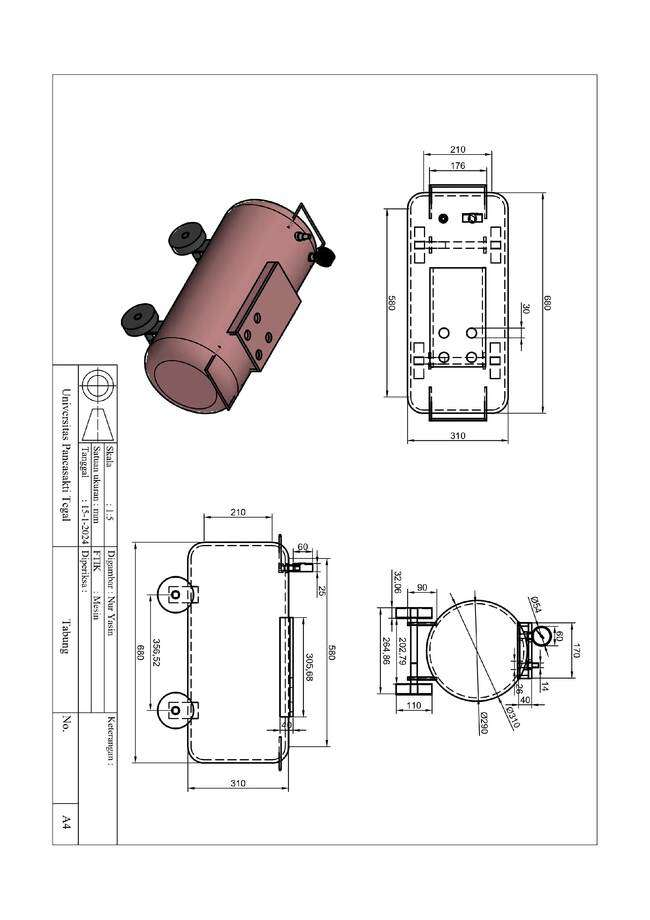 210
176
580
680
30
310
Skala : 1:5
Satuan ukuran : mm
Tanggal : 15-1-2024
Digambar : Nur Yasin
FTIK : Mesin
Diperiksa :
Keterangan :
Universitas Pancasakti Tegal
Tabung
No.
A4
210
60
25
680
356,52
305,68
580
40
310
32,06
90
264,86
202,79
110
Ø54
60
170
14
26
40
Ø310
Ø290